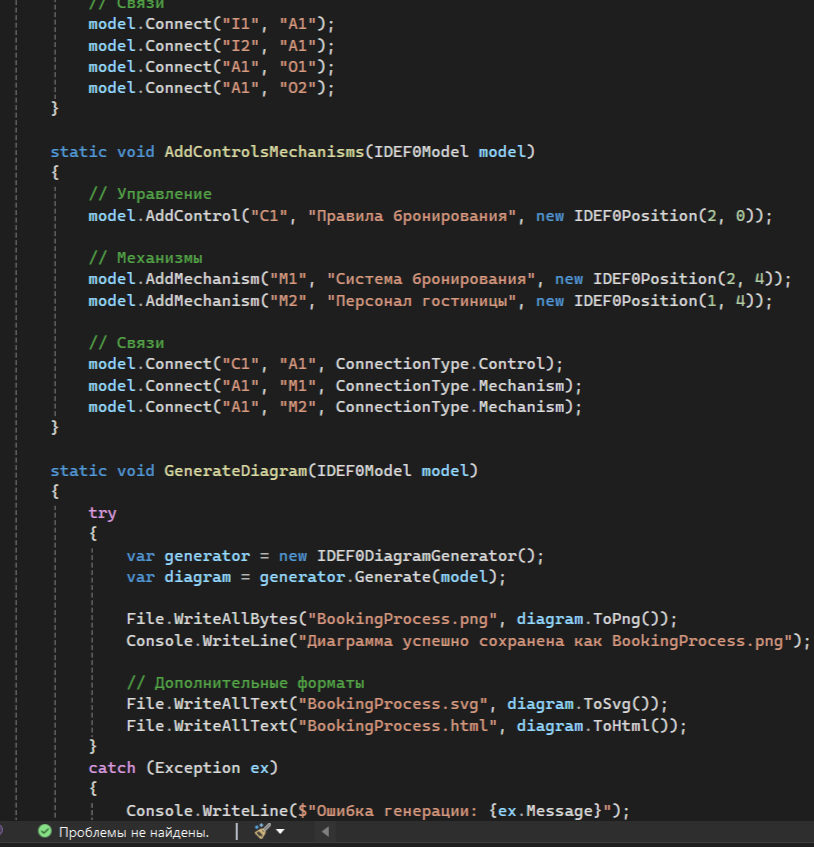 // Связи
model.Connect("I1", "A1");
model.Connect("I2", "A1");
model.Connect("A1", "O1");
model.Connect("A1", "O2");
}
static void AddControlsMechanisms(IDEF0Model model)
{
// Управление
model.AddControl("C1", "Правила бронирования", new IDEF0Position(2, 0));
// Механизмы
model.AddMechanism("M1", "Система бронирования", new IDEF0Position(2, 4));
model.AddMechanism("M2", "Персонал гостиницы", new IDEF0Position(1, 4));
// Связи
model.Connect("C1", "A1", ConnectionType.Control);
model.Connect("A1", "M1", ConnectionType.Mechanism);
model.Connect("A1", "M2", ConnectionType.Mechanism);
}
static void GenerateDiagram(IDEF0Model model)
{
try
{
var generator = new IDEF0DiagramGenerator();
var diagram = generator.Generate(model);
File.WriteAllBytes("BookingProcess.png", diagram.ToPng());
Console.WriteLine("Диаграмма успешно сохранена как BookingProcess.png");
// Дополнительные форматы
File.WriteAllText("BookingProcess.svg", diagram.ToSvg());
File.WriteAllText("BookingProcess.html", diagram.ToHtml());
}
catch (Exception ex)
{
Console.WriteLine($"Ошибка генерации: {ex.Message}");
Проблемы не найдены.